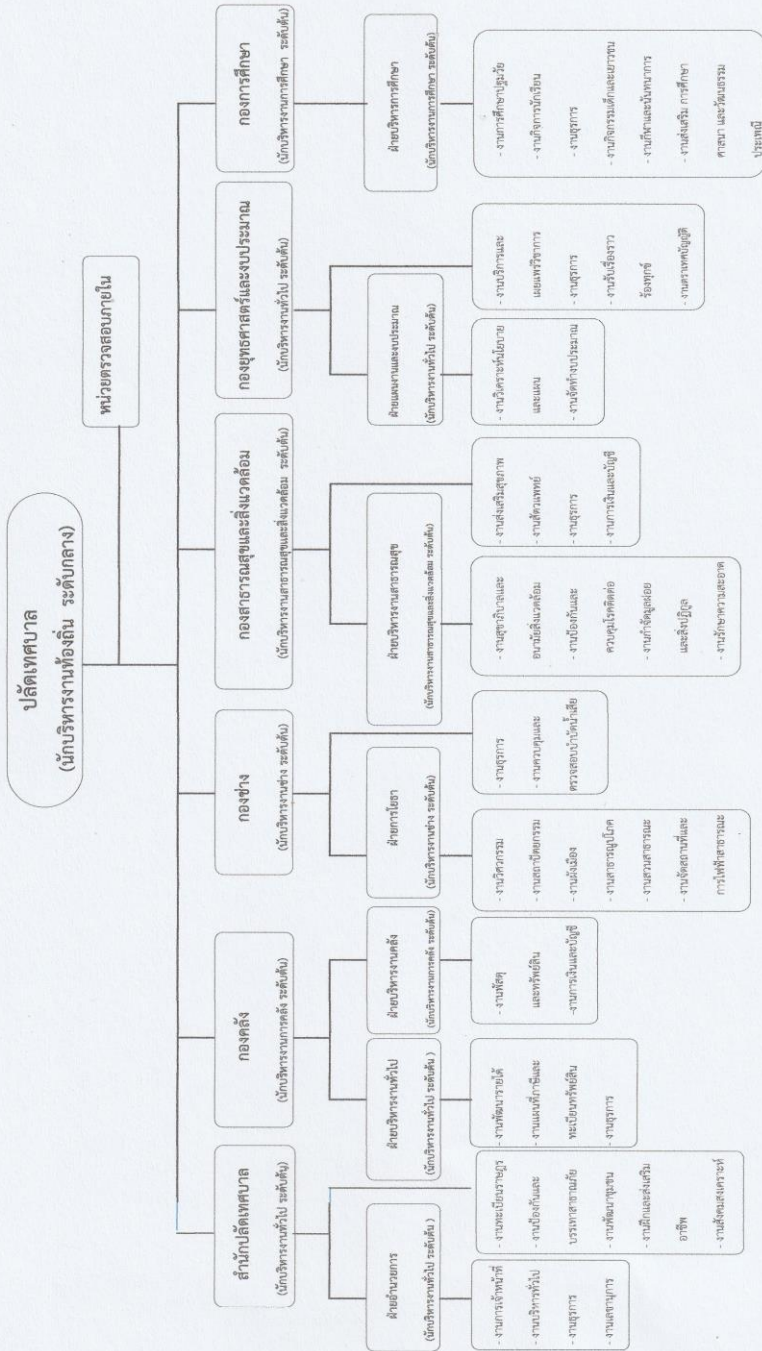 ปลัดเทศบาล
(นักบริหารงานท้องถิ่น ระดับกลาง)
หน่วยตรวจสอบภายใน
สำนักปลัดเทศบาล
(นักบริหารงานทั่วไป ระดับต้น)
กองคลัง
(นักบริหารงานการคลัง ระดับต้น)
กองช่าง
(นักบริหารงานช่าง ระดับต้น)
กองสาธารณสุขและสิ่งแวดล้อม
(นักบริหารงานสาธารณสุขและสิ่งแวดล้อม ระดับต้น)
กองยุทธศาสตร์และงบประมาณ
(นักบริหารงานทั่วไป ระดับต้น)
กองการศึกษา
(นักบริหารงานการศึกษา ระดับต้น)
ฝ่ายอำนวยการ
(นักบริหารงานทั่วไป ระดับต้น )
ฝ่ายบริหารงานทั่วไป
(นักบริหารงานทั่วไป ระดับต้น )
ฝ่ายบริหารงานคลัง
(นักบริหารงานการคลัง ระดับต้น)
ฝ่ายการโยธา
(นักบริหารงานช่าง ระดับต้น)
ฝ่ายบริหารงานสาธารณสุข
(นักบริหารงานสาธารณสุขและสิ่งแวดล้อม ระดับต้น)
ฝ่ายแผนงานและงบประมาณ
(นักบริหารงานทั่วไป ระดับต้น)
ฝ่ายบริหารการศึกษา
(นักบริหารงานการศึกษา ระดับต้น)
- งานการเจ้าหน้าที่
- งานบริหารทั่วไป
- งานธุรการ
- งานเลขานุการ
- งานทะเบียนราษฎร
- งานป้องกันและ
บรรเทาสาธารณภัย
- งานพัฒนาชุมชน
- งานฝึกและส่งเสริม
อาชีพ
- งานสังคมสงเคราะห์
- งานพัฒนารายได้
- งานแผนที่ภาษีและ
ทะเบียนทรัพย์สิน
- งานธุรการ
- งานพัสดุ
และทรัพย์สิน
-งานการเงินและบัญชี
- งานวิศวกรรม
- งานสถาปัตยกรรม
- งานผังเมือง
- งานสาธารณูปโภค
- งานสวนสาธารณะ
- งานจัดสถานที่และ
การไฟฟ้าสาธารณะ
- งานธุรการ
- งานควบคุมและ
ตรวจสอบบำบัดน้ำเสีย
- งานสุขาภิบาลและ
อนามัยสิ่งแวดล้อม
- งานป้องกันและ
ควบคุมโรคติดต่อ
- งานกำจัดมูลฝอย
และสิ่งปฏิกูล
- งานรักษาความสะอาด
- งานส่งเสริมสุขภาพ
- งานสัตวแพทย์
- งานธุรการ
- งานการเงินและบัญชี
- งานวิเคราะห์นโยบาย
และแผน
- งานจัดทำงบประมาณ
- งานบริการและ
เผยแพร่วิชาการ
- งานธุรการ
- งานรับเรื่องราว
ร้องทุกข์
- งานตราเทศบัญญัติ
- งานการศึกษาปฐมวัย
- งานกิจการนักเรียน
- งานธุรการ
- งานกิจกรรมเด็กและเยาวชน
- งานกีฬาและนันทนาการ
- งานส่งเสริม การศึกษา
ศาสนา และวัฒนธรรม
ประเพณี